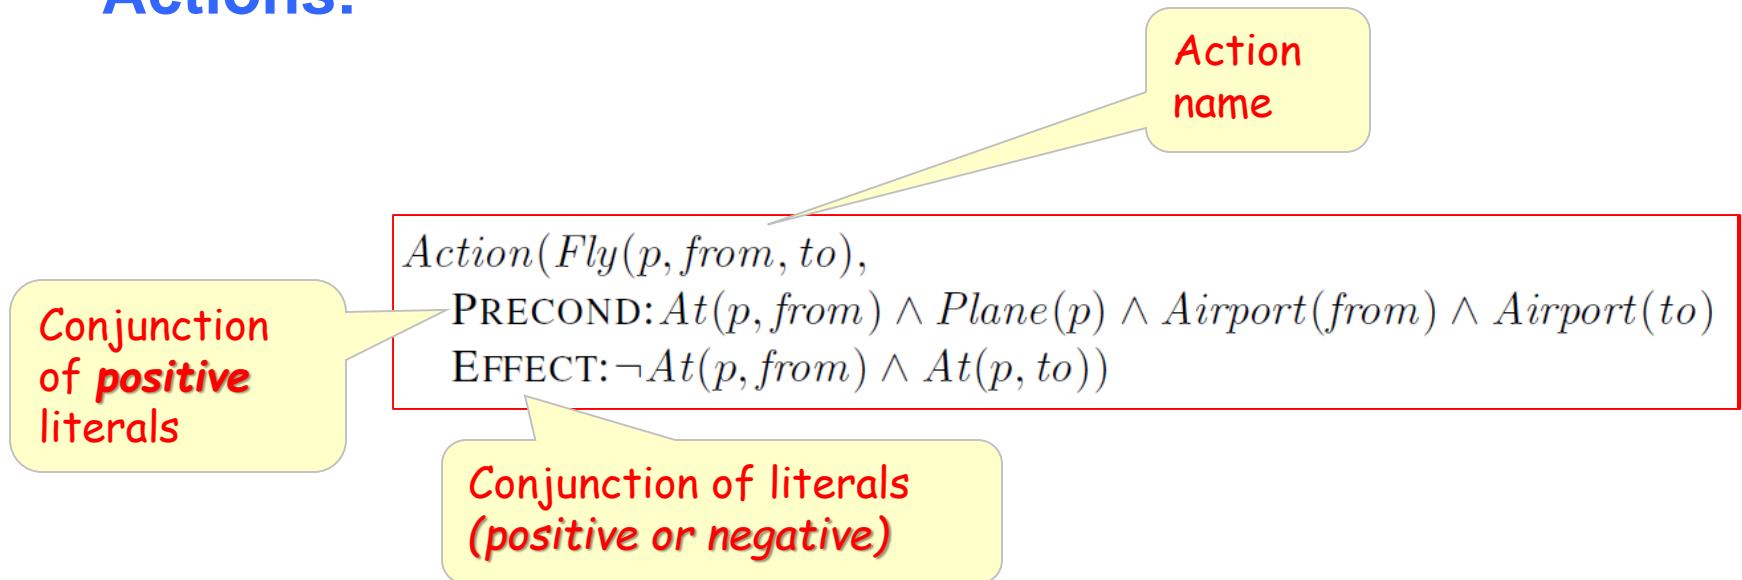 Actions:
Action
name
Action(Fly(p, from, to),
PRECOND: At(p, from) ∧ Plane(p) ∧ Airport(from) ∧ Airport(to)
EFFECT: ¬At(p, from) ∧ At(p, to))
Conjunction
of positive
literals
Conjunction of literals
(positive or negative)